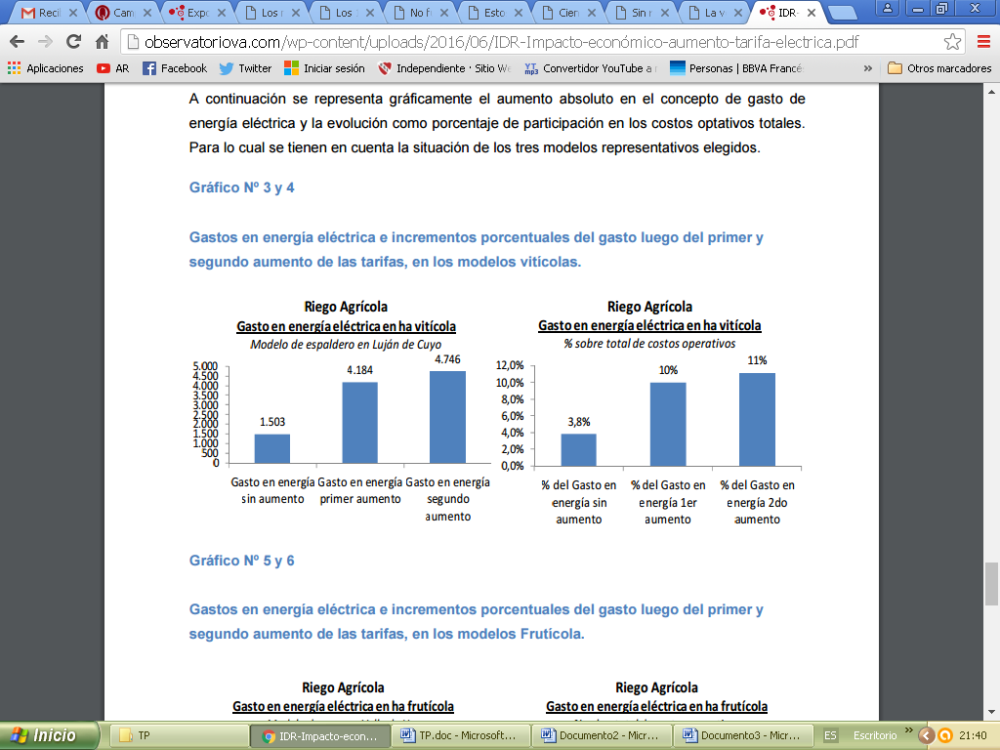 Reci
Cam
Expo
Los r
Los
No f
Esto
Cien
Sin r
La v
IDR-
observatoriova.com/wp-content/uploads/2016/06/IDR-Impacto-económico-aumento-tarifa-electrica.pdf
Aplicaciones
AR
Facebook
Twitter
Iniciar sesión
Independiente · Sitio W
Convertidor YouTube a
Personas | BBVA Francé
»
Otros marcadores
A continuación se representa gráficamente el aumento absoluto en el concepto de gasto de
energía eléctrica y la evolución como porcentaje de participación en los costos optativos totales.
Para lo cual se tienen en cuenta la situación de los tres modelos representativos elegidos.
Gráfico Nº 3 y 4
Gastos en energía eléctrica e incrementos porcentuales del gasto luego del primer y
segundo aumento de las tarifas, en los modelos vitícolas.
Riego Agrícola
Gasto en energía eléctrica en ha vitícola
Modelo de espaldero en Luján de Cuyo
5.000
4.500
4.000
3.500
3.000
2.500
2.000
1.500
1.000
500
0
1.503
4.184
4.746
Gasto en energía sin aumento
Gasto en energía primer aumento
Gasto en energía segundo aumento
Riego Agrícola
Gasto en energía eléctrica en ha vitícola
% sobre total de costos operativos
12,0%
10,0%
8,0%
6,0%
4,0%
2,0%
0,0%
3,8%
10%
11%
% del Gasto en energía sin aumento
% del Gasto en energía 1er aumento
% del Gasto en energía 2do aumento
Gráfico Nº 5 y 6
Gastos en energía eléctrica e incrementos porcentuales del gasto luego del primer y
segundo aumento de las tarifas, en los modelos Frutícola.
Riego Agrícola
Gasto en energía eléctrica en ha frutícola
Riego Agrícola
Gasto en energía eléctrica en ha frutícola
Inicio
TP
IDR-Impacto-econ...
TP.doc - Microsoft...
Documento2 - Micr...
Documento3 - Micr...
ES
Escritorio
»
21:40